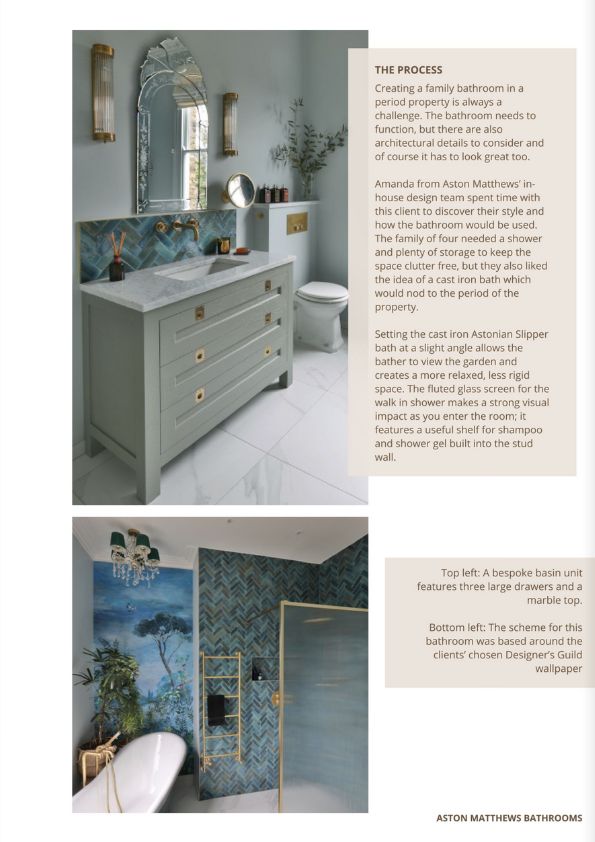 THE PROCESS
Creating a family bathroom in a
period property is always a
challenge. The bathroom needs to
function, but there are also
architectural details to consider and
of course it has to look great too.
Amanda from Aston Matthews' in-
house design team spent time with
this client to discover their style and
how the bathroom would be used.
The family of four needed a shower
and plenty of storage to keep the
space clutter free, but they also liked
the idea of a cast iron bath which
would nod to the period of the
property.
Setting the cast iron Astonian Slipper
bath at a slight angle allows the
bather to view the garden and
creates a more relaxed, less rigid
space. The fluted glass screen for the
walk in shower makes a strong visual
impact as you enter the room; it
features a useful shelf for shampoo
and shower gel built into the stud
wall.
Top left: A bespoke basin unit
features three large drawers and a
marble top.
Bottom left: The scheme for this
bathroom was based around the
clients' chosen Designer's Guild
wallpaper
ASTON MATTHEWS BATHROOMS